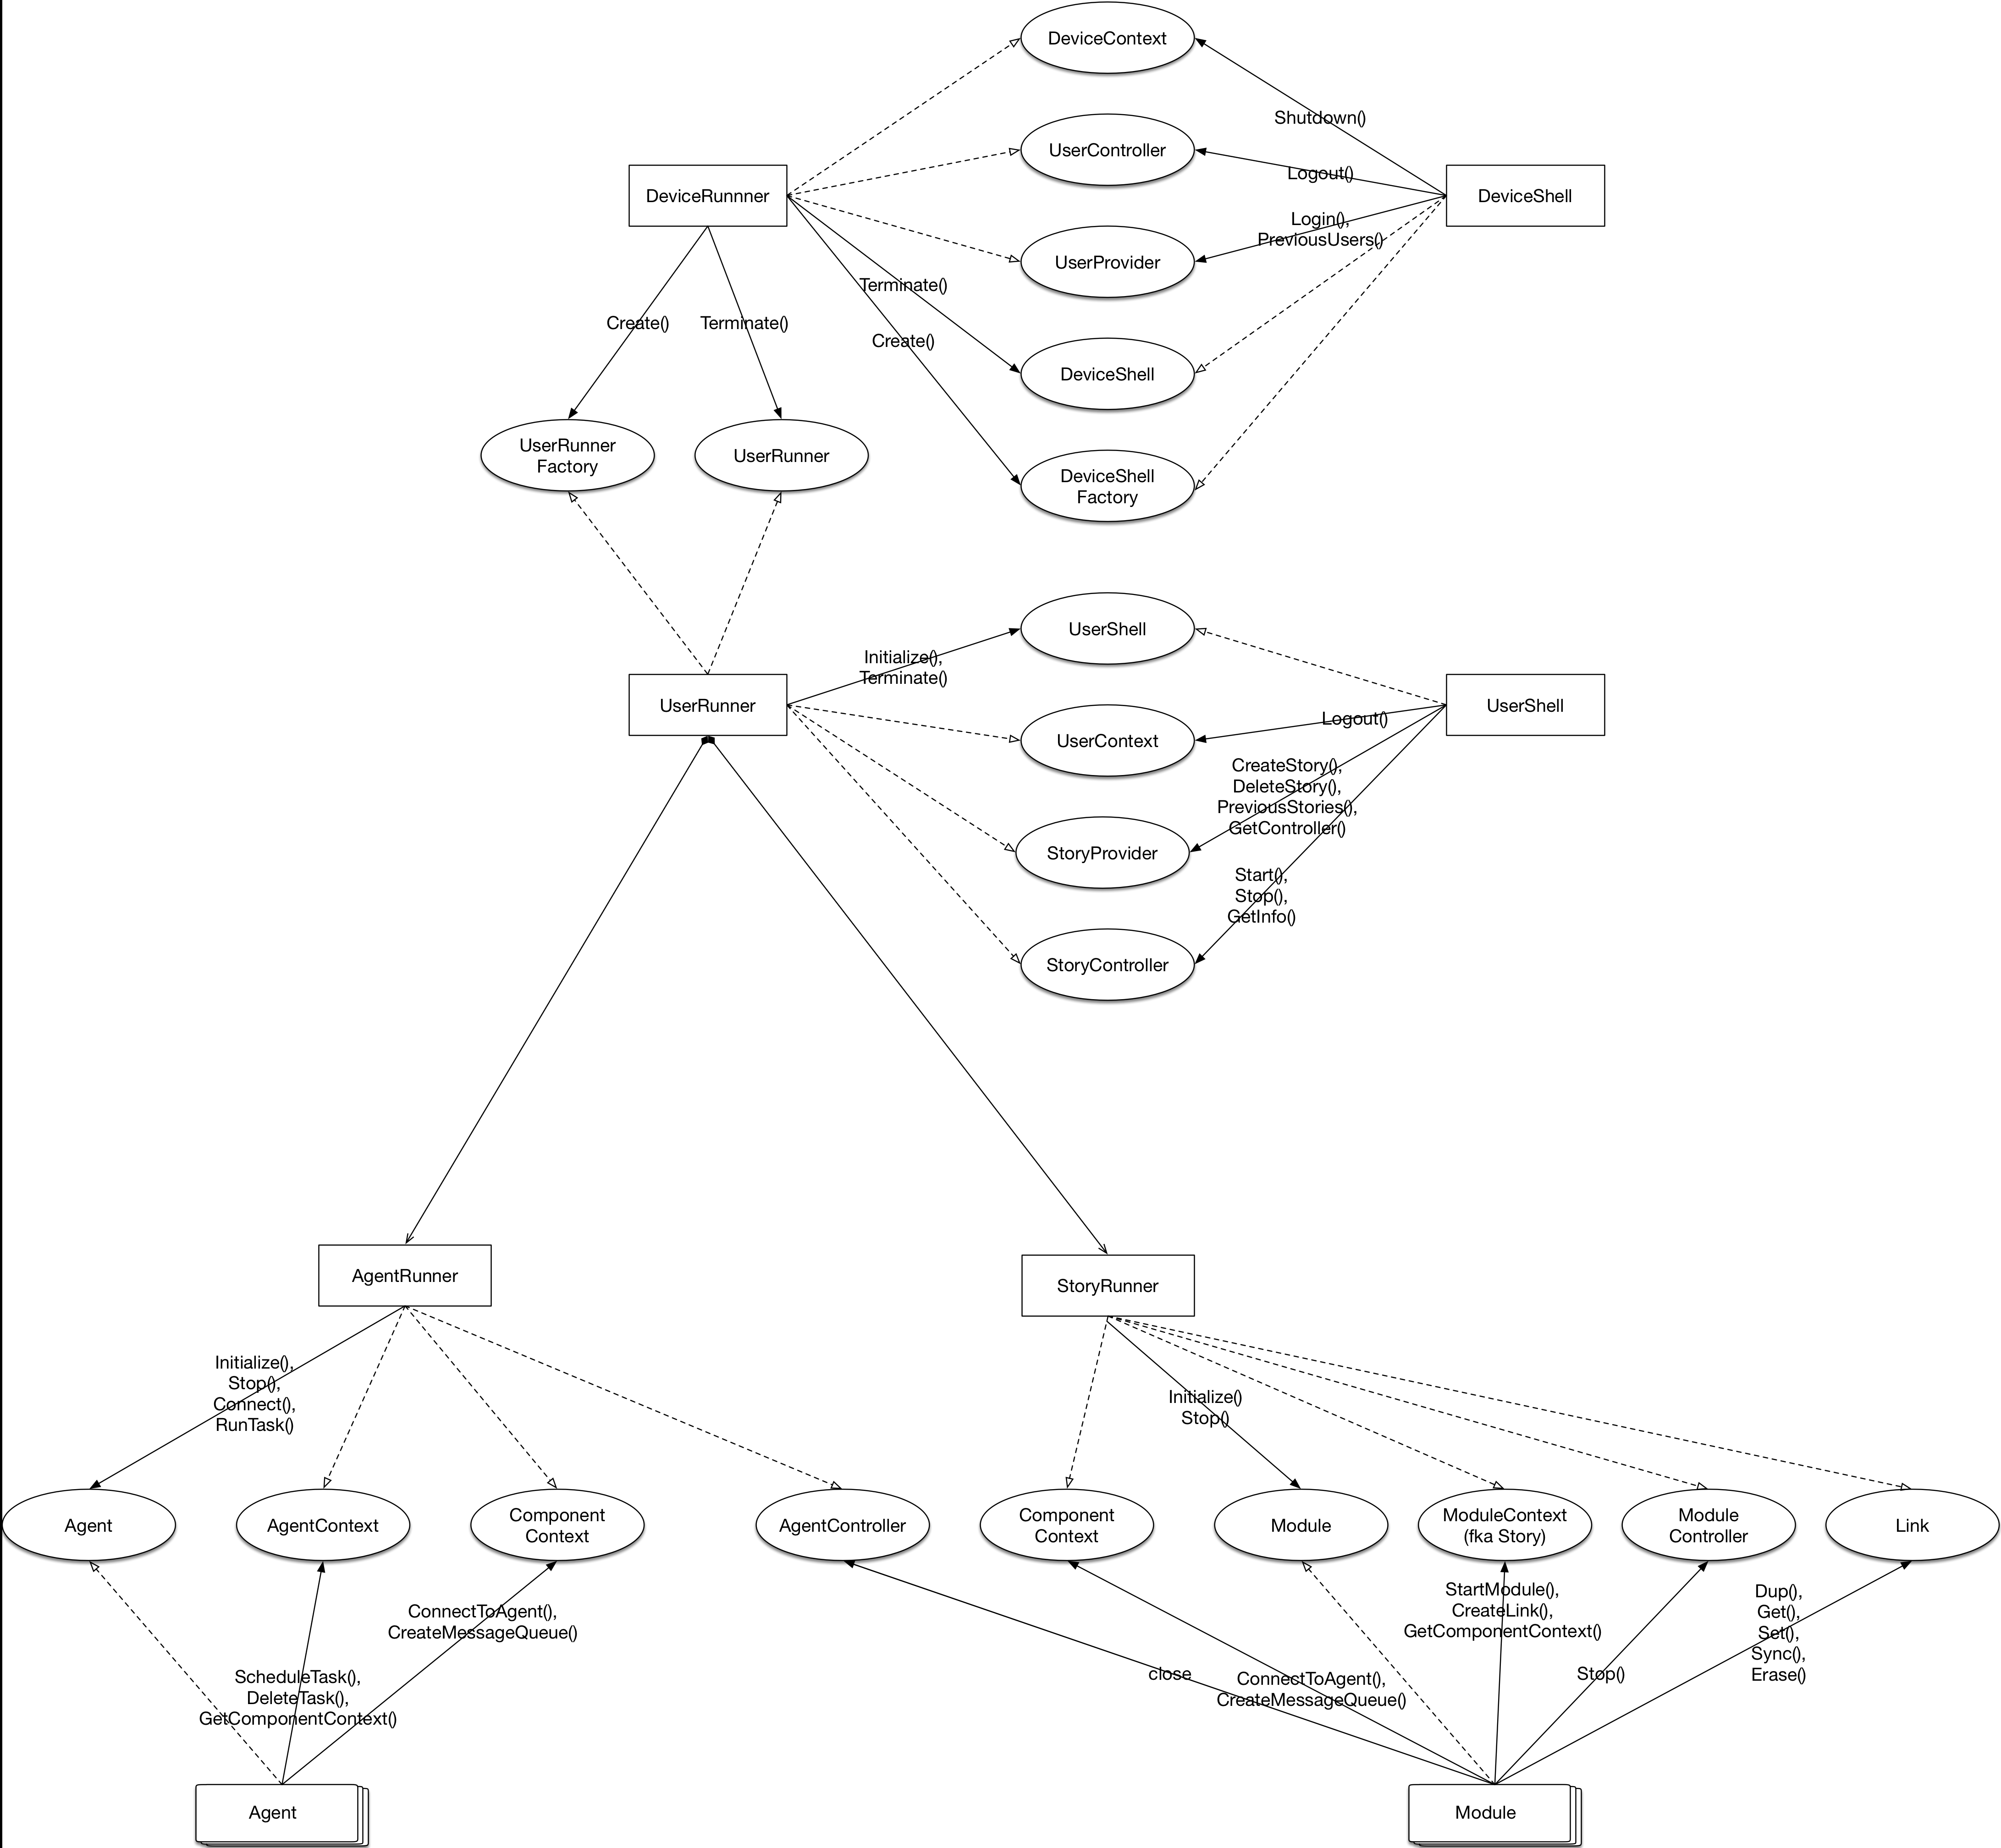 DeviceContext
Shutdown()
UserController
Logout()
DeviceRunnner
DeviceShell
Login(),
PreviousUsers()
UserProvider
Terminate()
Create()
Terminate()
Create()
DeviceShell
UserRunner
Factory
UserRunner
DeviceShell
Factory
UserShell
Initialize(),
Terminate()
UserRunner
UserShell
Logout()
UserContext
CreateStory(),
DeleteStory(),
PreviousStories(),
GetController()
StoryProvider
Start(),
Stop(),
GetInfo()
StoryController
AgentRunner
StoryRunner
Initialize(),
Stop(),
Connect(),
RunTask()
Initialize()
Stop()
Agent
AgentContext
Component
Context
AgentController
Component
Context
Module
ModuleContext
(fka Story)
Module
Controller
Link
ConnectToAgent(),
CreateMessageQueue()
StartModule(),
CreateLink(),
GetComponentContext()
Dup(),
Get(),
Set(),
Sync(),
Erase()
ScheduleTask(),
DeleteTask(),
GetComponentContext()
close
ConnectToAgent(),
CreateMessageQueue()
Stop()
Agent
Module